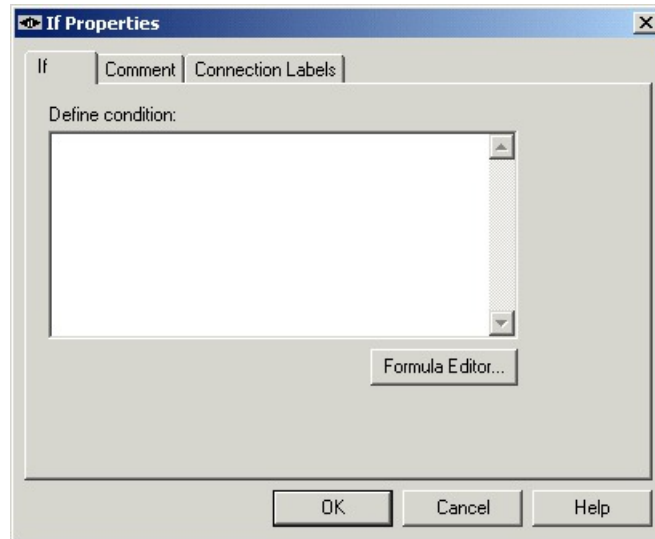 If Properties
If Comment Connection Labels
Define condition:
Formula Editor...
OK Cancel Help